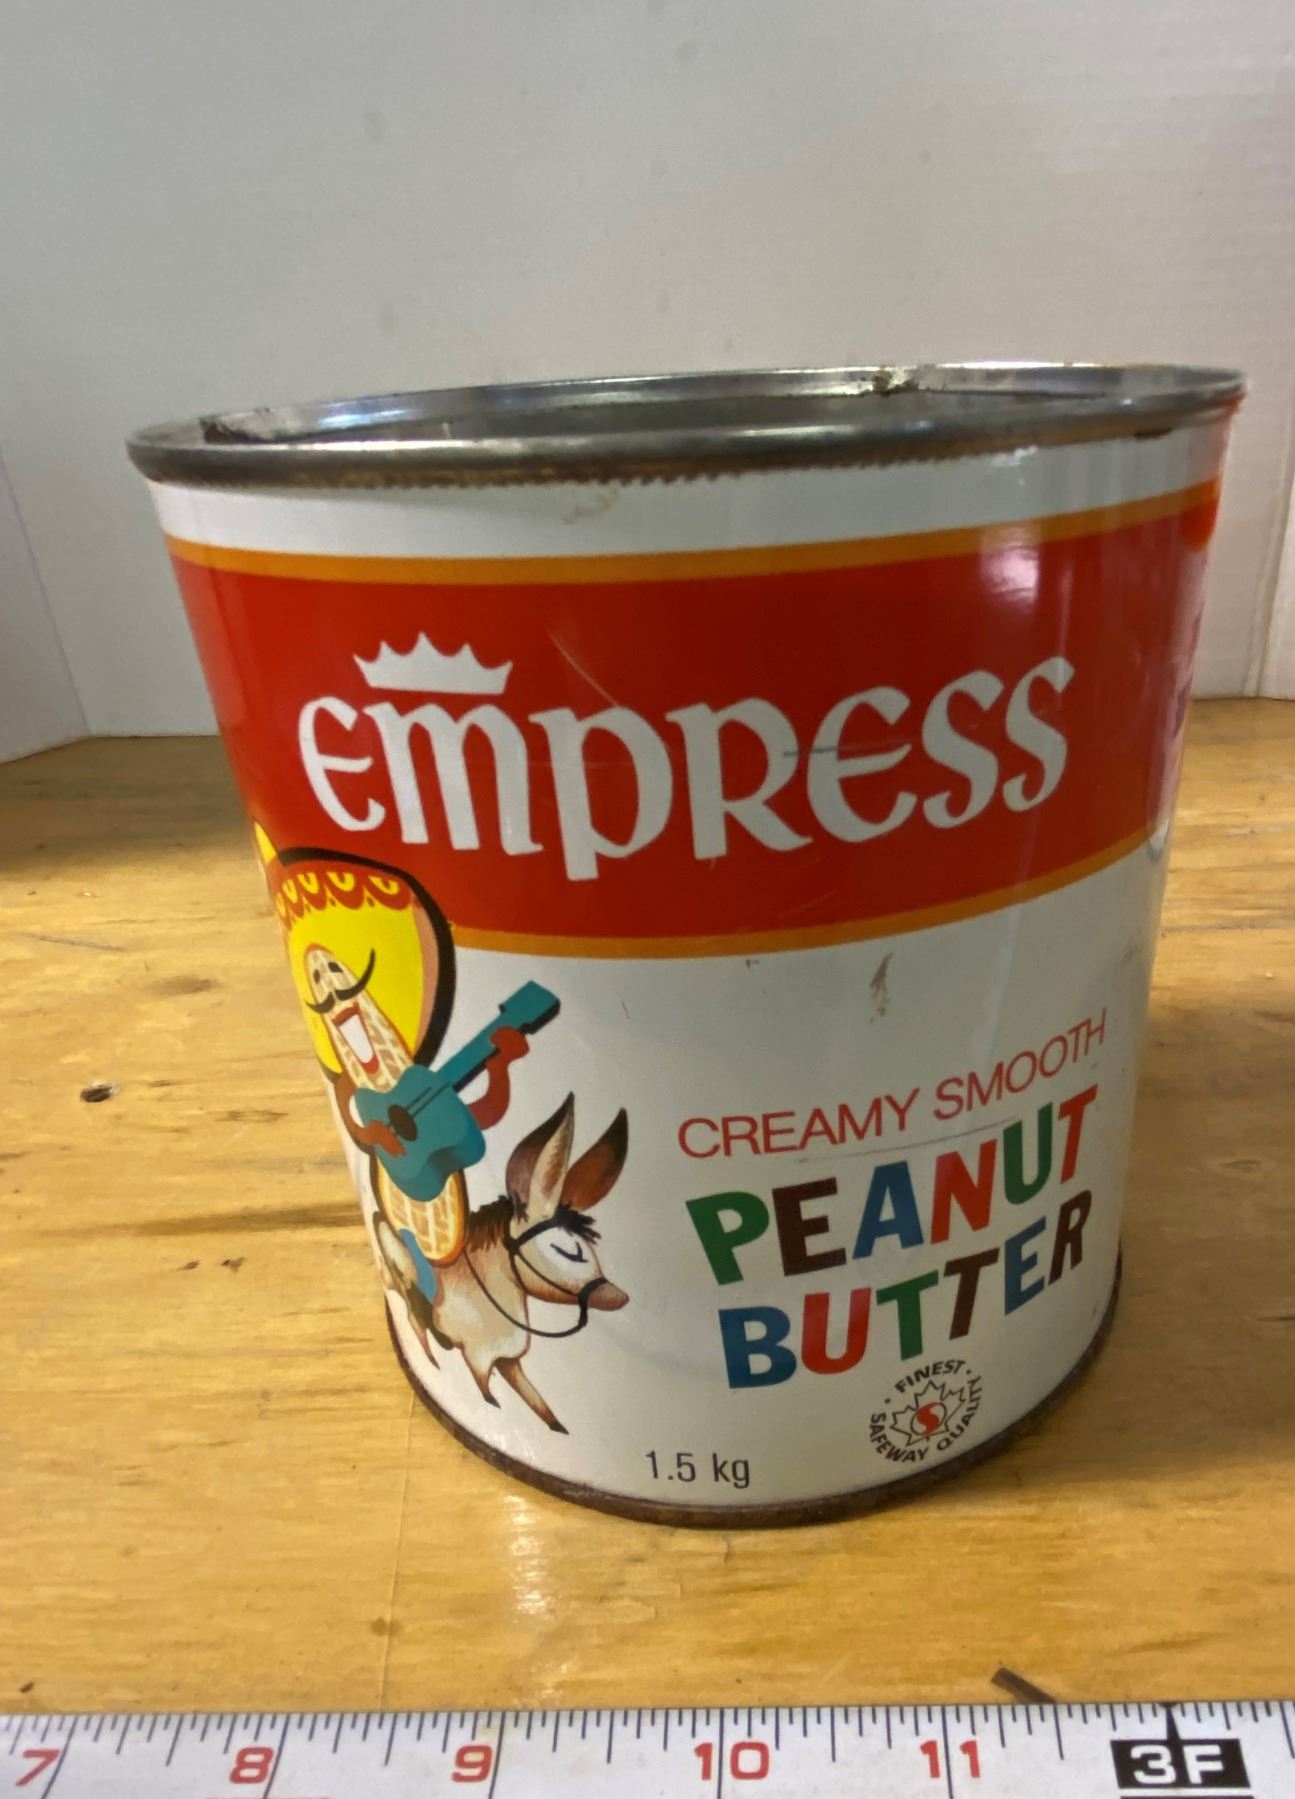 EMPRESS
CREAMY SMOOTH
PEANUT
BUTTER
· FINEST ·
SAFEWAY QUALITY
S
1.5 kg
7 8 9 10 11 3F